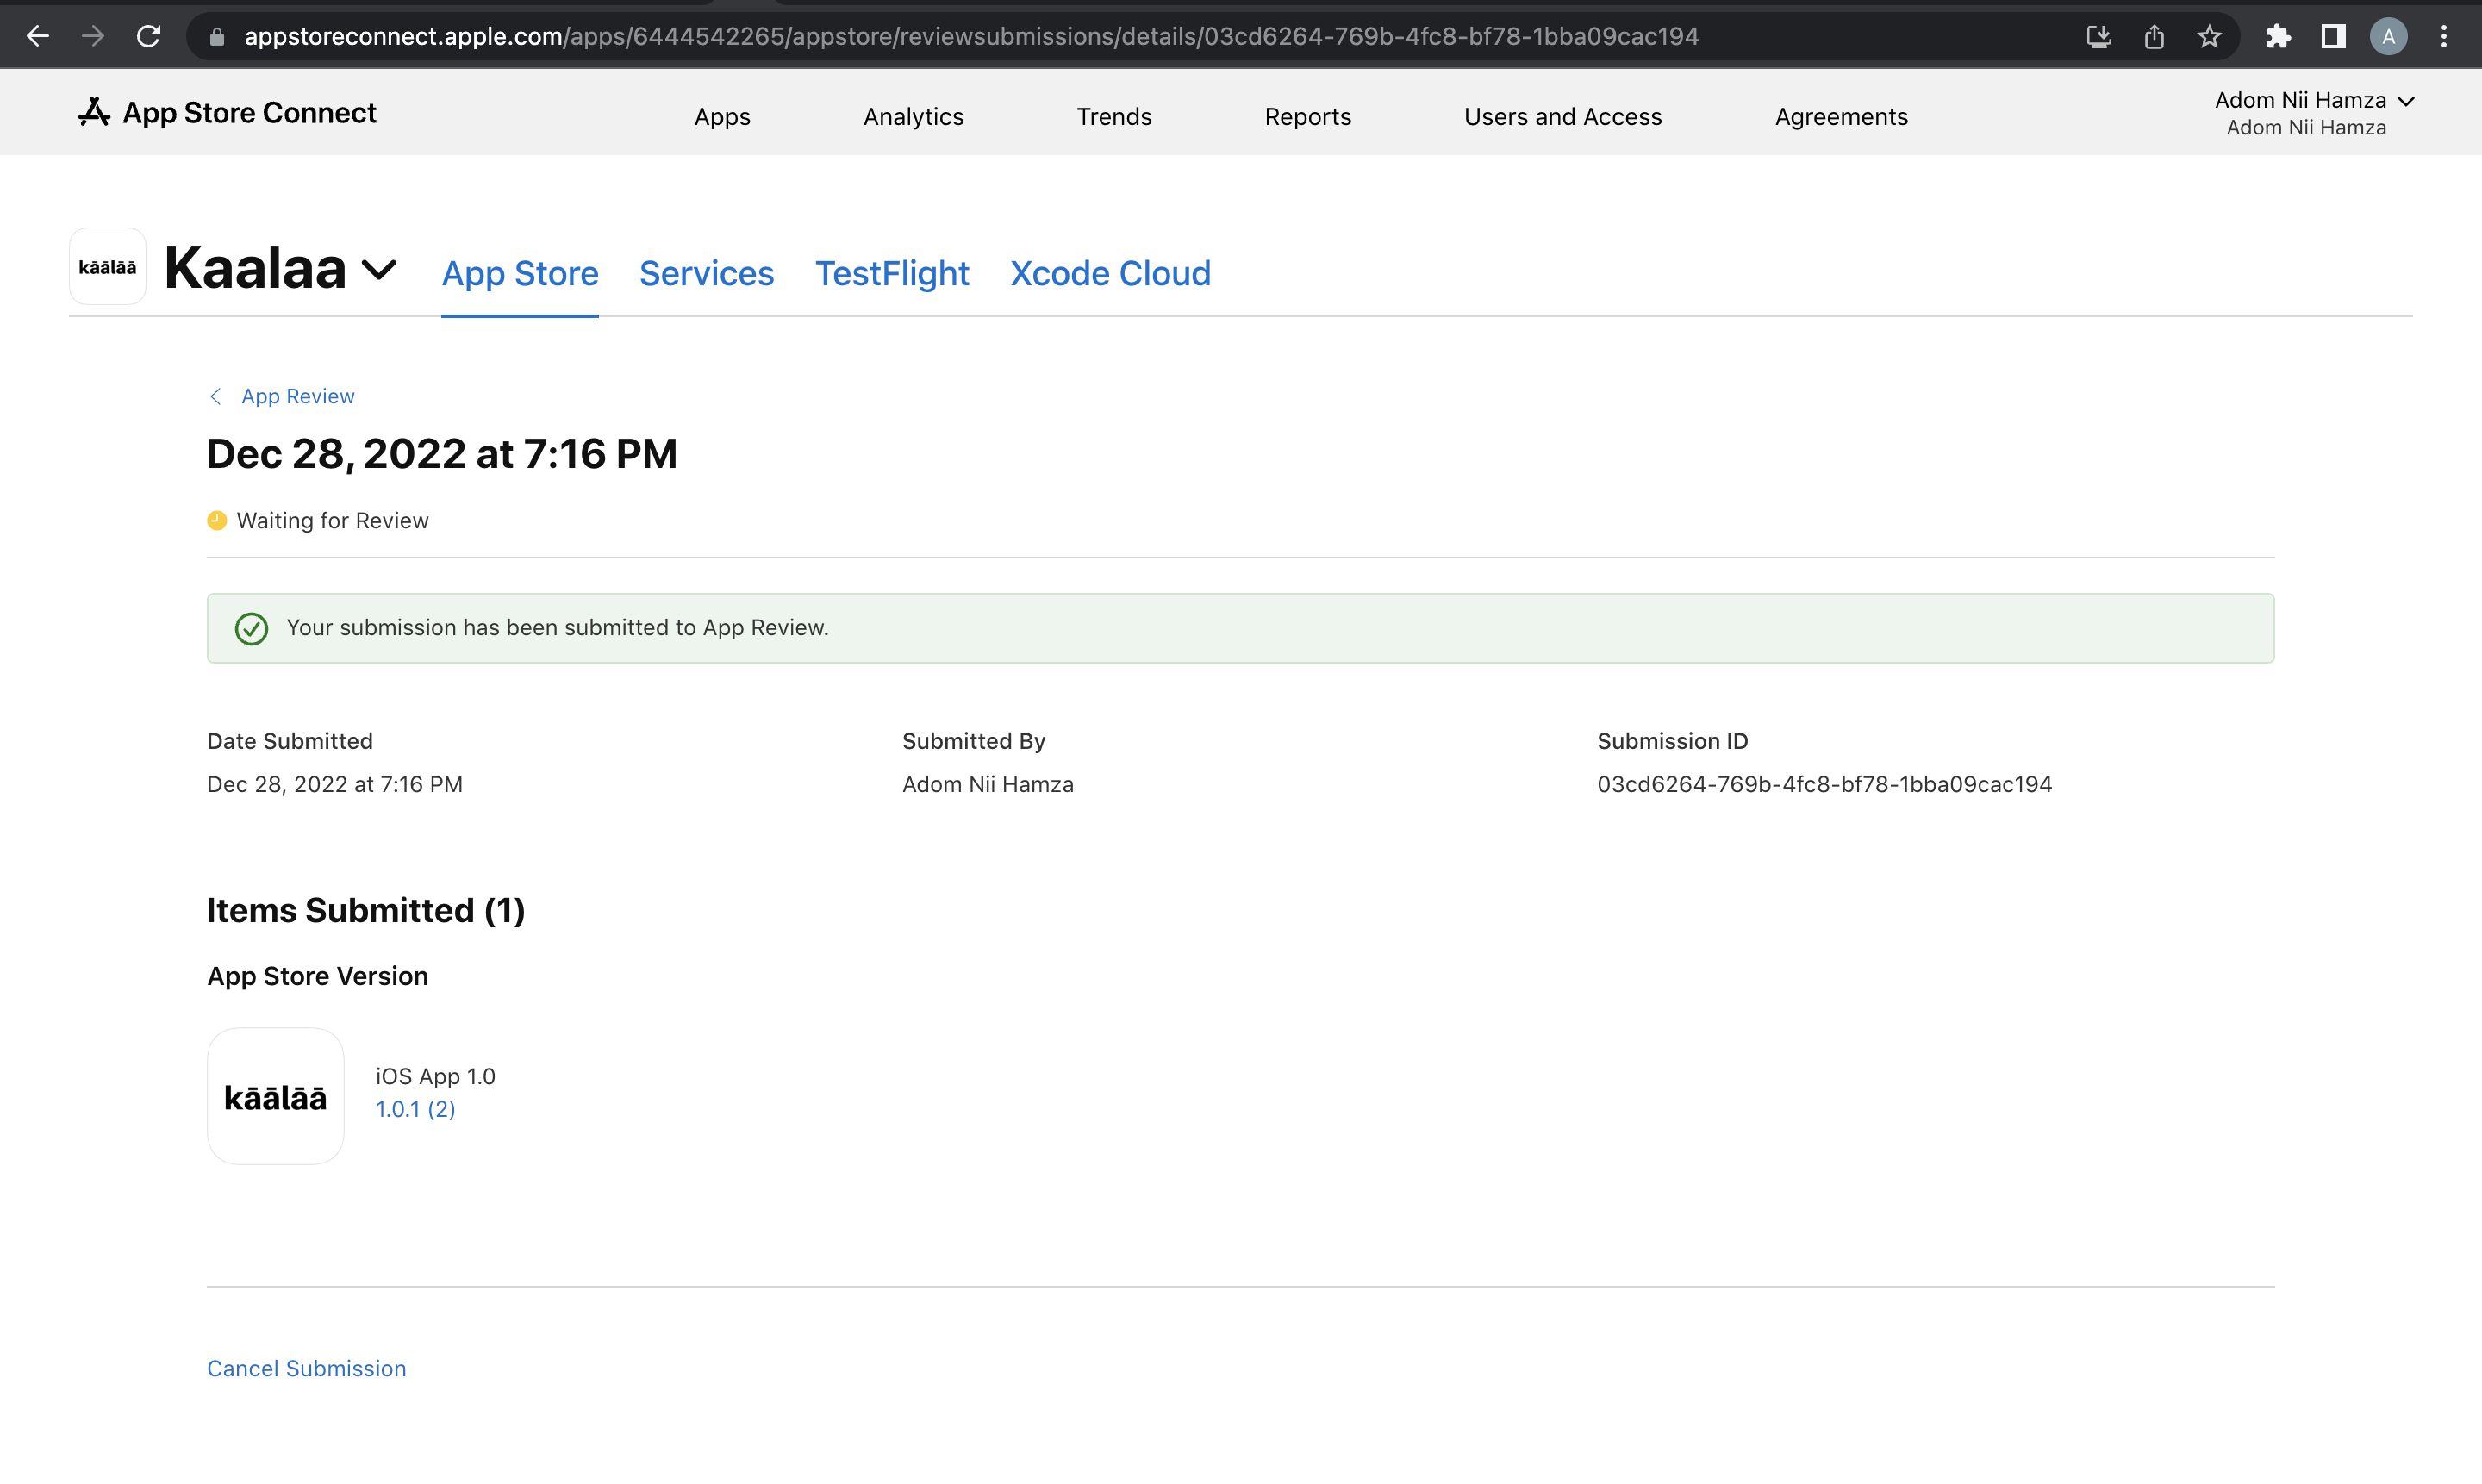 appstoreconnect.apple.com/apps/6444542265/appstore/reviewsubmissions/details/03cd6264-769b-4fc8-bf78-1bba09cac194
A
App Store Connect
Apps
Analytics
Trends
Reports
Users and Access
Agreements
Adom Nii Hamza
Adom Nii Hamza
kāālāā
Kaalaa
App Store
Services
TestFlight
Xcode Cloud
App Review
Dec 28, 2022 at 7:16 PM
Waiting for Review
Your submission has been submitted to App Review.
Date Submitted
Dec 28, 2022 at 7:16 PM
Submitted By
Adom Nii Hamza
Submission ID
03cd6264-769b-4fc8-bf78-1bba09cac194
Items Submitted (1)
App Store Version
kāālāā
iOS App 1.0
1.0.1 (2)
Cancel Submission